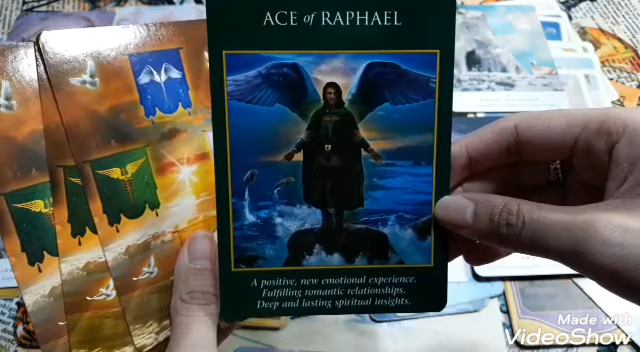 ACE of RAPHAEL
A positive, new emotional experience.
Fulfilling romantic relationships.
Deep and lasting spiritual insights.
Made with
VideoShow